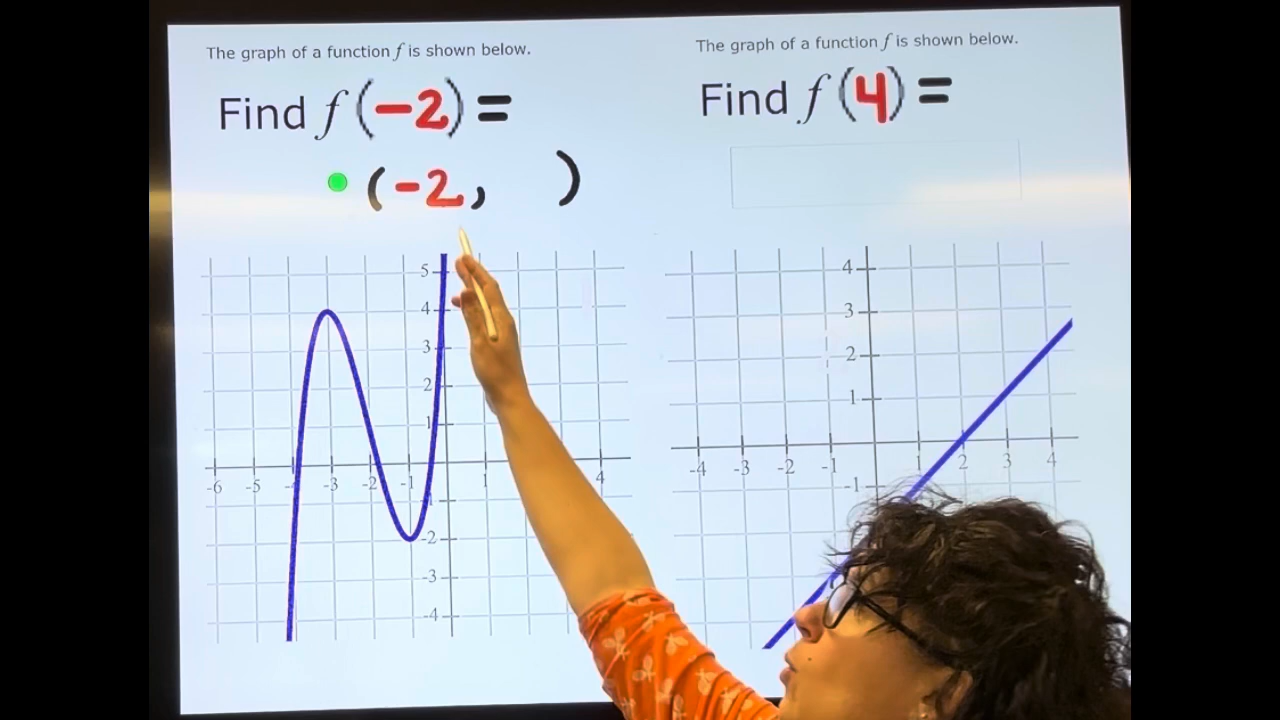 The graph of a function f is shown below.
Find f(-2)=
(-2, )
5
4
3
2
1
-6 -5 -3 -2 -1 1 4
-2
-3
-4
The graph of a function f is shown below.
Find f(4)=
4
3
2
1
-4 -3 -2 -1 1 2 3 4
-1